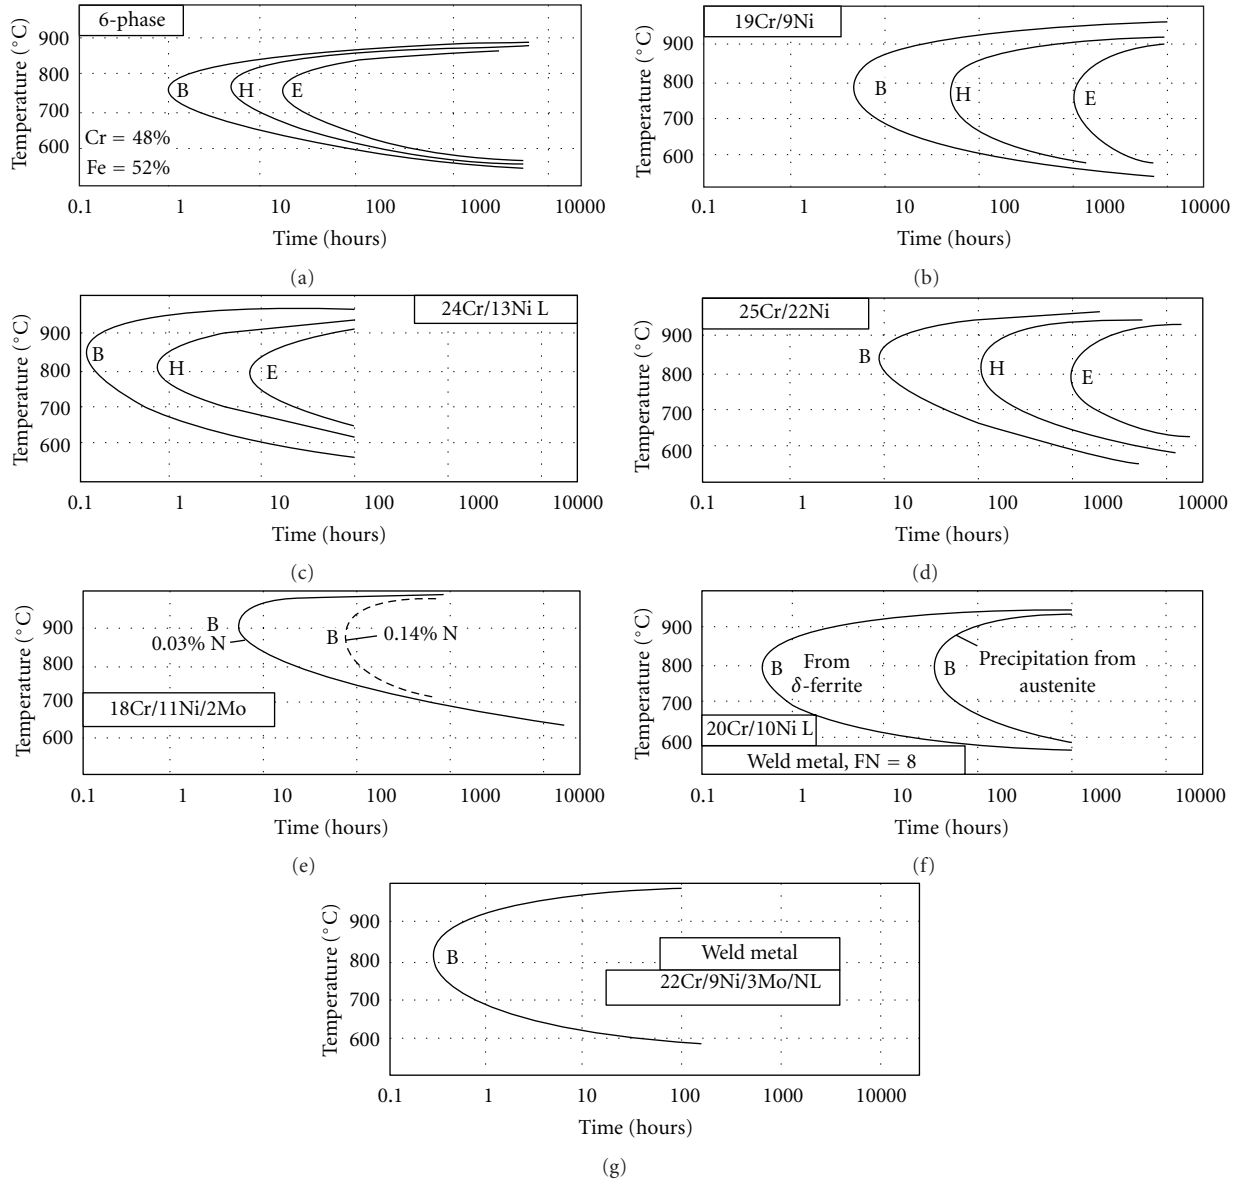 6-phase
Temperature (°C)
900
800
700
600
B
H
E
Cr = 48%
Fe = 52%
0.1
1
10
100
1000
10000
Time (hours)
(a)
19Cr/9Ni
Temperature (°C)
900
800
700
600
B
H
E
0.1
1
10
100
1000
10000
Time (hours)
(b)
24Cr/13Ni L
Temperature (°C)
900
800
700
600
B
H
E
0.1
1
10
100
1000
10000
Time (hours)
(c)
25Cr/22Ni
Temperature (°C)
900
800
700
600
B
H
E
0.1
1
10
100
1000
10000
Time (hours)
(d)
Temperature (°C)
900
800
700
600
B
0.03% N
B
0.14% N
18Cr/11Ni/2Mo
0.1
1
10
100
1000
10000
Time (hours)
(e)
Temperature (°C)
900
800
700
600
B
From
δ-ferrite
B
Precipitation from
austenite
20Cr/10Ni L
Weld metal, FN = 8
0.1
1
10
100
1000
10000
Time (hours)
(f)
Temperature (°C)
900
800
700
600
B
Weld metal
22Cr/9Ni/3Mo/NL
0.1
1
10
100
1000
10000
Time (hours)
(g)